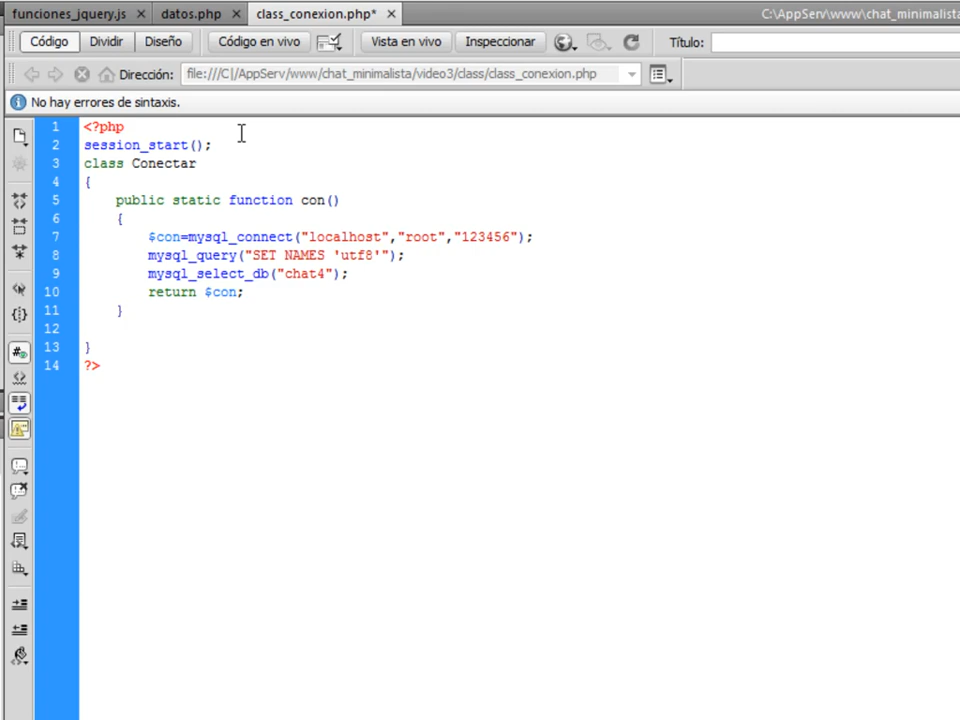 funciones_jquery.js × datos.php × class_conexion.php* × C:\AppServ\www\chat_minimalista
Código Dividir Diseño Código en vivo Vista en vivo Inspeccionar Título:
Dirección: file:///C|/AppServ/www/chat_minimalista/video3/class/class_conexion.php
No hay errores de sintaxis.
1 <?php
2 session_start();
3 class Conectar
4 {
5 public static function con()
6 {
7 $con=mysql_connect("localhost","root","123456");
8 mysql_query("SET NAMES 'utf8'");
9 mysql_select_db("chat4");
10 return $con;
11 }
12
13 }
14 ?>